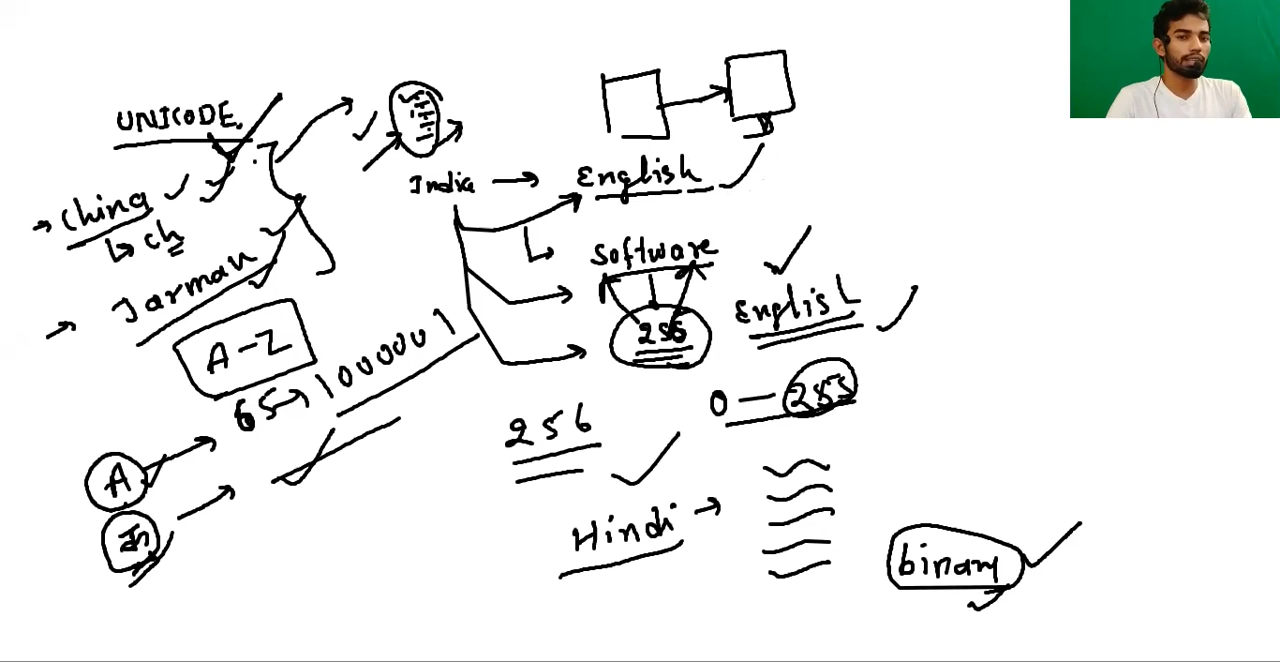 UNICODE.
China
ch
Jarman
A-Z
65→1000001
A
क
India → English
Software
256
English
0 — 255
256
Hindi →
binary